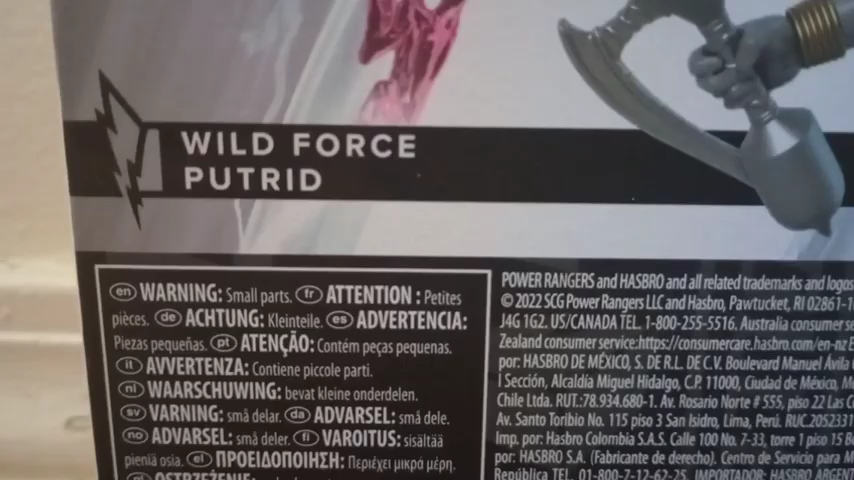 WILD FORCE
PUTRID
en WARNING: Small parts. fr ATTENTION : Petites
pièces. de ACHTUNG: Kleinteile. es ADVERTENCIA:
Piezas pequeñas. pt ATENÇÃO: Contém peças pequenas.
it AVVERTENZA: Contiene piccole parti.
nl WAARSCHUWING: bevat kleine onderdelen.
sv VARNING: små delar. da ADVARSEL: små dele.
no ADVARSEL: små deler. fi VAROITUS: sisältää
pieniä osia. el ΠΡΟΕΙΔΟΠΟΙΗΣΗ: Περιέχει μικρά μέρη.
OSTRZEŻENIE:
POWER RANGERS and HASBRO and all related trademarks and logos
© 2022 SCG Power Rangers LLC and Hasbro, Pawtucket, RI 02861-1
J4G 1G2. US/CANADA TEL. 1-800-255-5516. Australia consumer se
Zealand consumer service:https://consumercare.hasbro.com/en-nz E
por: HASBRO DE MÉXICO, S. DE R.L. DE C.V. Boulevard Manuel Ávila
I Sección, Alcaldía Miguel Hidalgo, C.P. 11000, Ciudad de México, M
Chile Ltda. RUT.:78.934.680-1. Av. Rosario Norte # 555, piso 22 Las C
Av. Santo Toribio No. 115 piso 3 San Isidro, Lima, Perú. RUC.2052331
Imp. por: Hasbro Colombia S.A.S. Calle 100 No. 7-33, torre 1 piso 15 B
por: HASBRO S.A. (Fabricante de derecho). Centro de Servicio para M
República TEL. 01-800-7-12-62-25. IMPORTADOR: HASBRO ARGENT